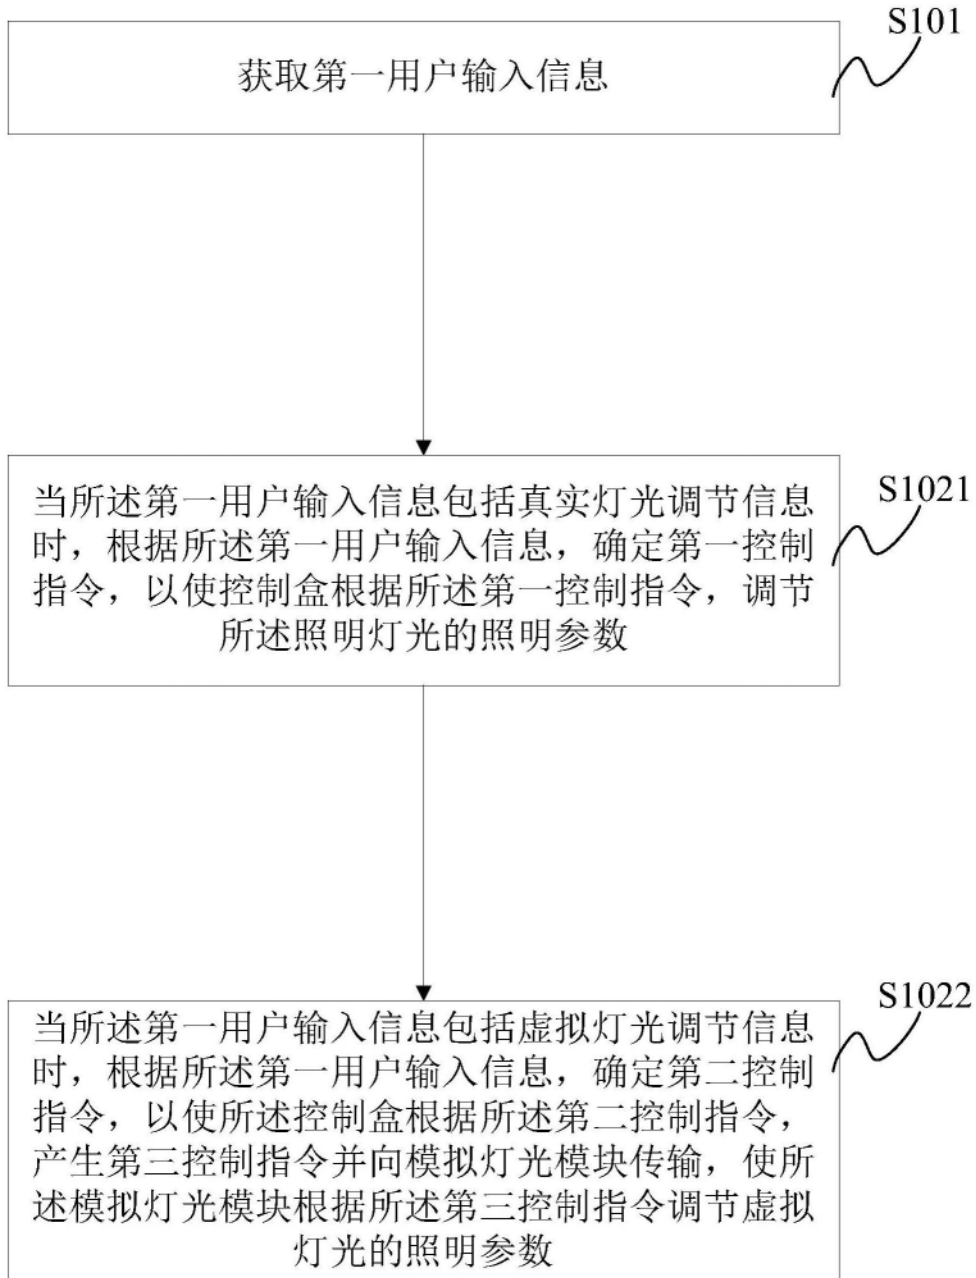 S101
获取第一用户输入信息
S1021
当所述第一用户输入信息包括真实灯光调节信息
时，根据所述第一用户输入信息，确定第一控制
指令，以使控制盒根据所述第一控制指令，调节
所述照明灯光的照明参数
S1022
当所述第一用户输入信息包括虚拟灯光调节信息
时，根据所述第一用户输入信息，确定第二控制
指令，以使所述控制盒根据所述第二控制指令，
产生第三控制指令并向模拟灯光模块传输，使所
述模拟灯光模块根据所述第三控制指令调节虚拟
灯光的照明参数